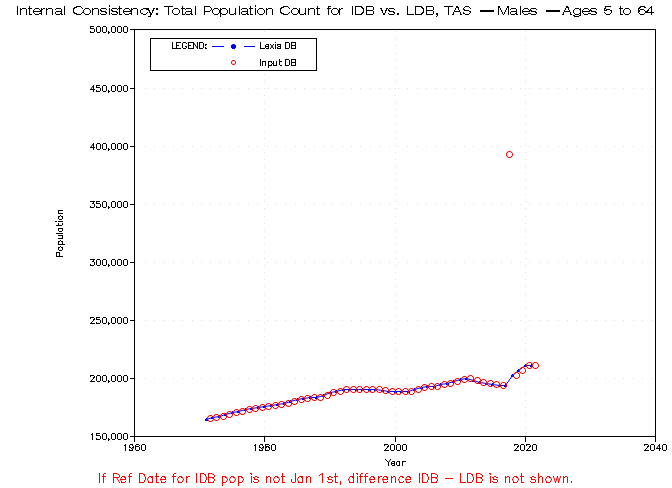 Internal Consistency: Total Population Count for IDB vs. LDB, TAS —Males —Ages 5 to 64
500,000
LEGEND: Lexis DB
Input DB
450,000
400,000
350,000
Population
300,000
250,000
200,000
150,000
1960 1980 2000 2020 2040
Year
If Ref Date for IDB pop is not Jan 1st, difference IDB - LDB is not shown.